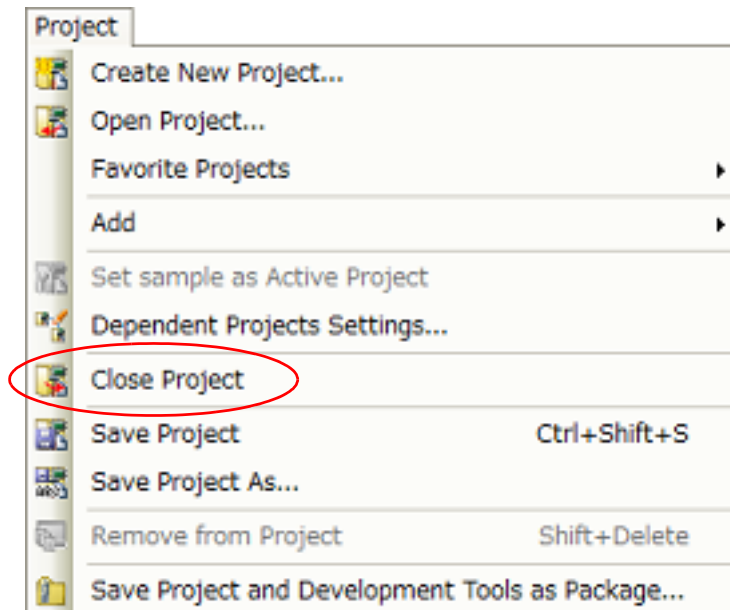 Project
Create New Project...
Open Project...
Favorite Projects
Add
Set sample as Active Project
Dependent Projects Settings...
Close Project
Save Project Ctrl+Shift+S
Save Project As...
Remove from Project Shift+Delete
Save Project and Development Tools as Package...